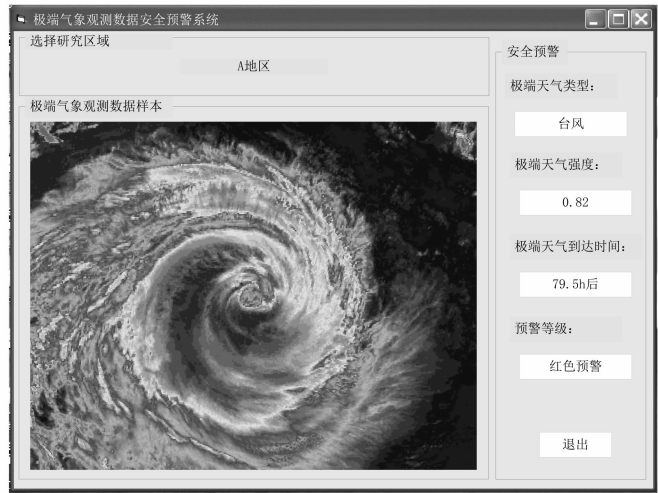 极端气象观测数据安全预警系统
选择研究区域
A地区
极端气象观测数据样本
安全预警
极端天气类型:
台风
极端天气强度:
0.82
极端天气到达时间:
79.5h后
预警等级:
红色预警
退出